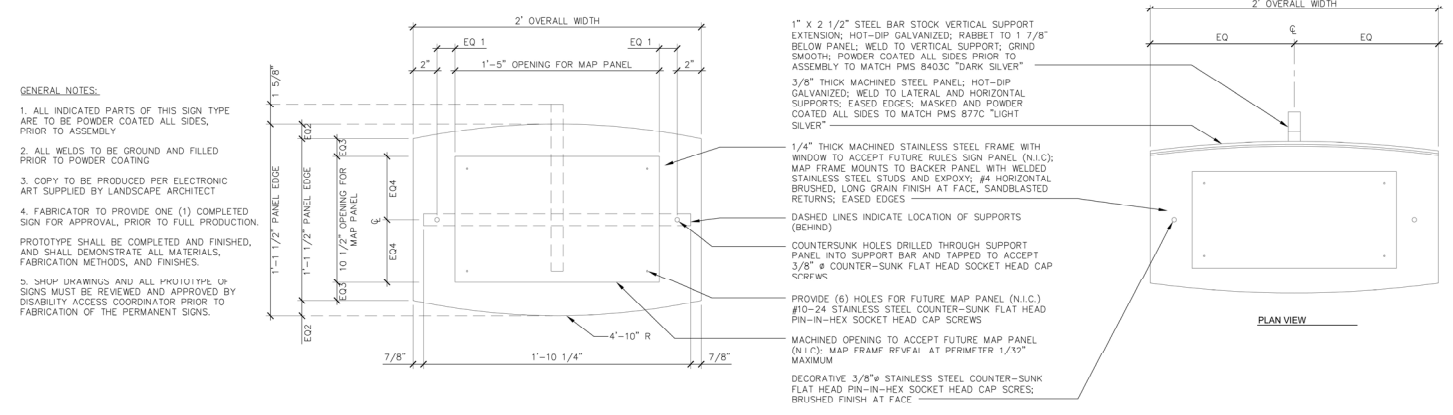 GENERAL NOTES:
1. ALL INDICATED PARTS OF THIS SIGN TYPE
ARE TO BE POWDER COATED ALL SIDES,
PRIOR TO ASSEMBLY
2. ALL WELDS TO BE GROUND AND FILLED
PRIOR TO POWDER COATING
3. COPY TO BE PRODUCED PER ELECTRONIC
ART SUPPLIED BY LANDSCAPE ARCHITECT
4. FABRICATOR TO PROVIDE ONE (1) COMPLETED
SIGN FOR APPROVAL, PRIOR TO FULL PRODUCTION.
PROTOTYPE SHALL BE COMPLETED AND FINISHED,
AND SHALL DEMONSTRATE ALL MATERIALS,
FABRICATION METHODS, AND FINISHES.
5. SHOP DRAWINGS AND ALL PROTOTYPE OF
SIGNS MUST BE REVIEWED AND APPROVED BY
DISABILITY ACCESS COORDINATOR PRIOR TO
FABRICATION OF THE PERMANENT SIGNS.
2' OVERALL WIDTH
EQ 1
EQ 1
2"
1'-5" OPENING FOR MAP PANEL
2"
1 5/8"
1'-1 1/2" PANEL EDGE
EQ2
1'-1 1/2" PANEL EDGE
EQ2
EQ3
10 1/2" OPENING FOR
MAP PANEL
EQ3
℄
EQ4
EQ4
4'-10" R
7/8"
1'-10 1/4"
7/8"
1" X 2 1/2" STEEL BAR STOCK VERTICAL SUPPORT
EXTENSION; HOT-DIP GALVANIZED; RABBET TO 1 7/8"
BELOW PANEL; WELD TO VERTICAL SUPPORT; GRIND
SMOOTH; POWDER COATED ALL SIDES PRIOR TO
ASSEMBLY TO MATCH PMS 8403C "DARK SILVER"
3/8" THICK MACHINED STEEL PANEL; HOT-DIP
GALVANIZED; WELD TO LATERAL AND HORIZONTAL
SUPPORTS; EASED EDGES; MASKED AND POWDER
COATED ALL SIDES TO MATCH PMS 877C "LIGHT
SILVER"
1/4" THICK MACHINED STAINLESS STEEL FRAME WITH
WINDOW TO ACCEPT FUTURE RULES SIGN PANEL (N.I.C);
MAP FRAME MOUNTS TO BACKER PANEL WITH WELDED
STAINLESS STEEL STUDS AND EXPOXY; #4 HORIZONTAL
BRUSHED, LONG GRAIN FINISH AT FACE, SANDBLASTED
RETURNS; EASED EDGES
DASHED LINES INDICATE LOCATION OF SUPPORTS
(BEHIND)
COUNTERSUNK HOLES DRILLED THROUGH SUPPORT
PANEL INTO SUPPORT BAR AND TAPPED TO ACCEPT
3/8" ø COUNTER-SUNK FLAT HEAD SOCKET HEAD CAP
SCREWS
PROVIDE (6) HOLES FOR FUTURE MAP PANEL (N.I.C.)
#10-24 STAINLESS STEEL COUNTER-SUNK FLAT HEAD
PIN-IN-HEX SOCKET HEAD CAP SCREWS
MACHINED OPENING TO ACCEPT FUTURE MAP PANEL
(N.I.C); MAP FRAME REVEAL AT PERIMETER 1/32"
MAXIMUM
DECORATIVE 3/8"ø STAINLESS STEEL COUNTER-SUNK
FLAT HEAD PIN-IN-HEX SOCKET HEAD CAP SCRES;
BRUSHED FINISH AT FACE
2' OVERALL WIDTH
EQ
℄
EQ
PLAN VIEW